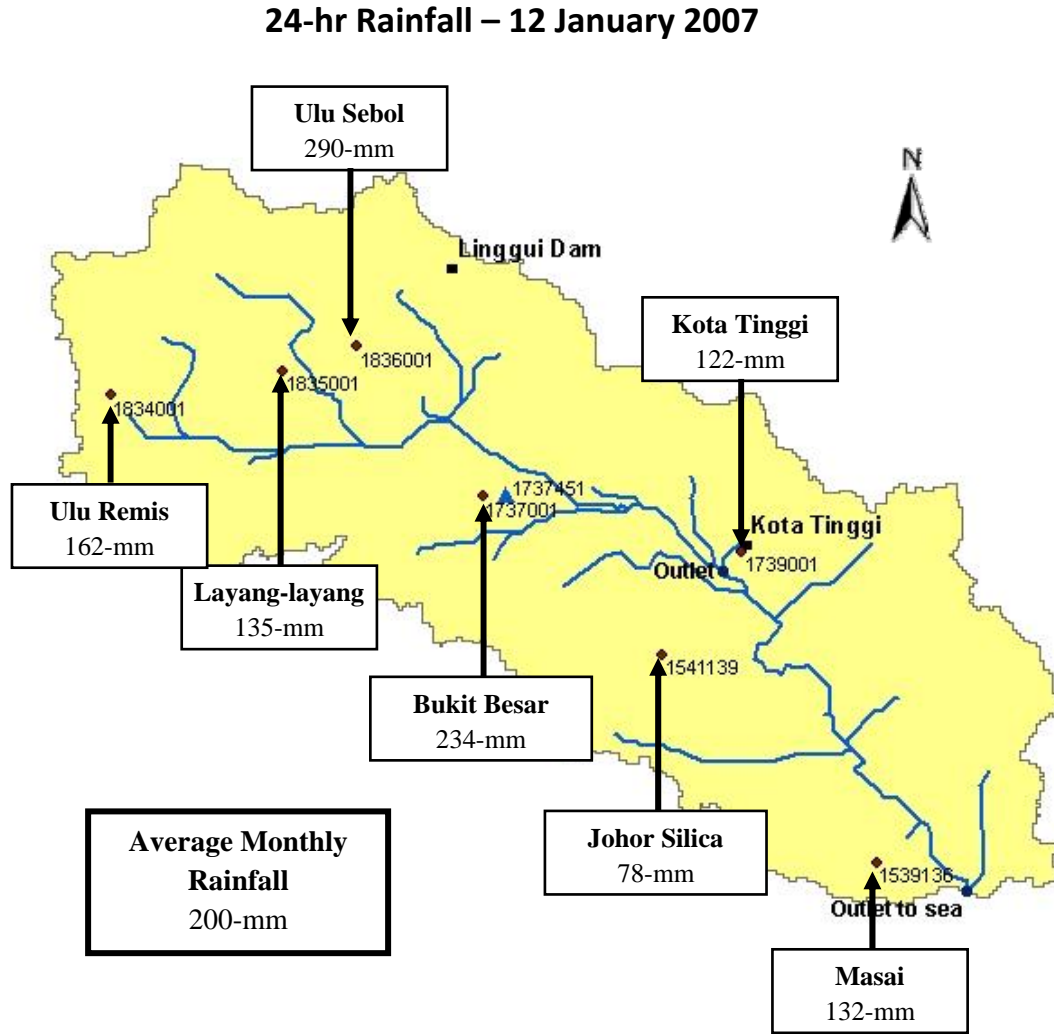 24-hr Rainfall – 12 January 2007
Ulu Sebol
290-mm
N
Linggui Dam
Kota Tinggi
122-mm
1836001
1835001
1834001
Ulu Remis
162-mm
1737451
1737001
Kota Tinggi
1739001
Outlet
Layang-layang
135-mm
1541139
Bukit Besar
234-mm
Average Monthly
Rainfall
200-mm
Johor Silica
78-mm
1539136
Outlet to sea
Masai
132-mm